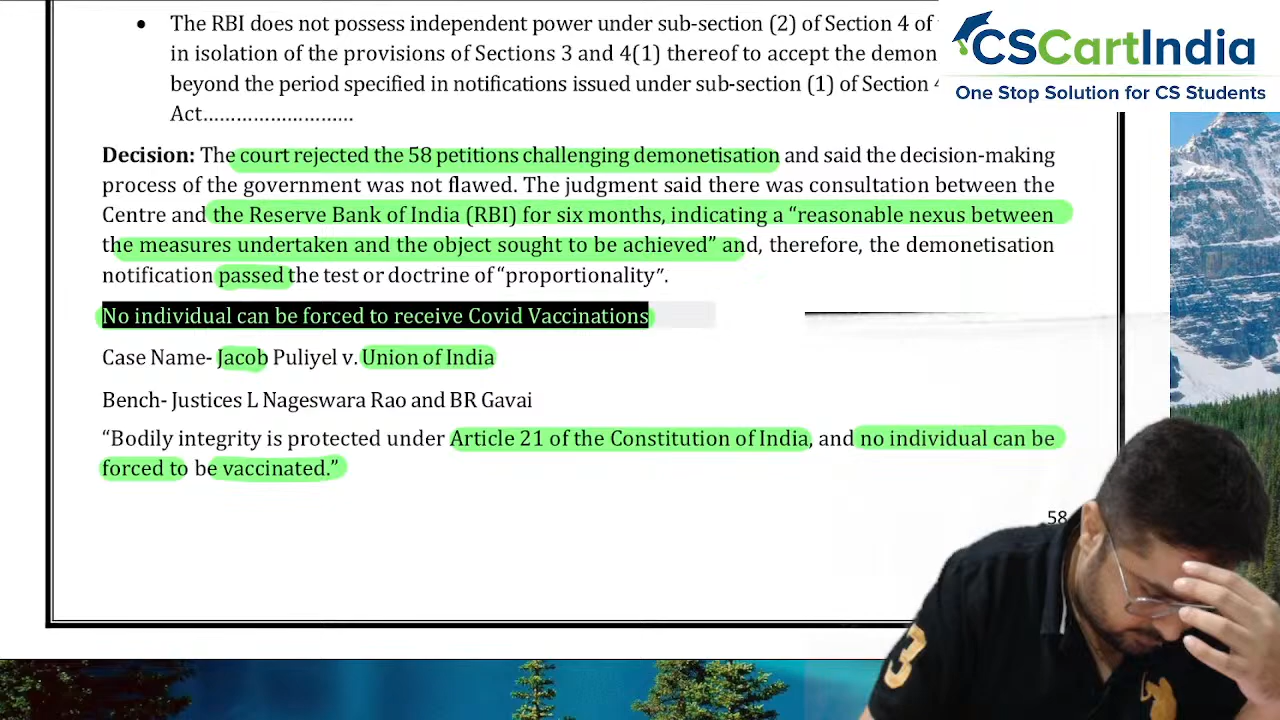 • The RBI does not possess independent power under sub-section (2) of Section 4 of
in isolation of the provisions of Sections 3 and 4(1) thereof to accept the demon
beyond the period specified in notifications issued under sub-section (1) of Section 4
Act...........................
CSCartIndia
One Stop Solution for CS Students
Decision: The court rejected the 58 petitions challenging demonetisation and said the decision-making
process of the government was not flawed. The judgment said there was consultation between the
Centre and the Reserve Bank of India (RBI) for six months, indicating a “reasonable nexus between
the measures undertaken and the object sought to be achieved” and, therefore, the demonetisation
notification passed the test or doctrine of “proportionality”.
No individual can be forced to receive Covid Vaccinations
Case Name- Jacob Puliyel v. Union of India
Bench- Justices L Nageswara Rao and BR Gavai
“Bodily integrity is protected under Article 21 of the Constitution of India, and no individual can be
forced to be vaccinated.”
58
3